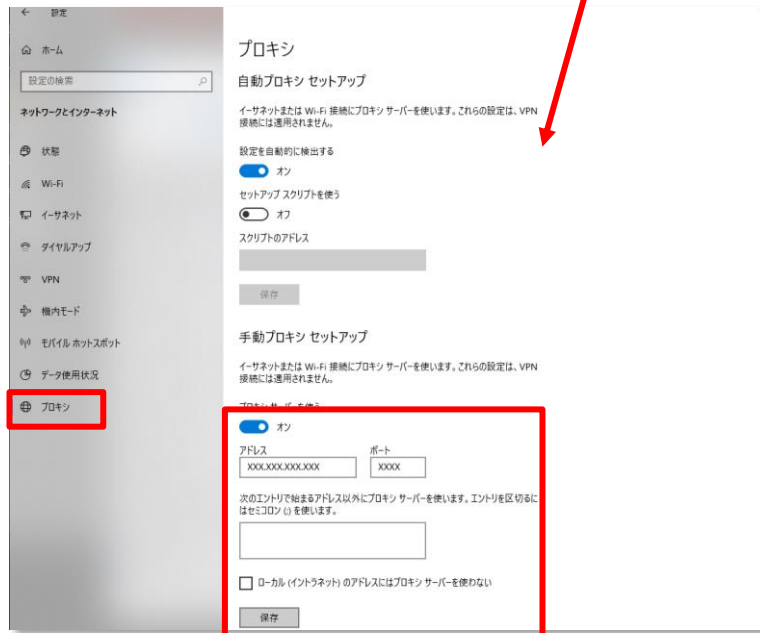 設定
ホーム
設定の検索
ネットワークとインターネット
状態
Wi-Fi
イーサネット
ダイヤルアップ
VPN
機内モード
モバイル ホットスポット
データ使用状況
プロキシ
プロキシ
自動プロキシ セットアップ
イーサネットまたは Wi-Fi 接続にプロキシ サーバーを使います。これらの設定は、VPN
接続には適用されません。
設定を自動的に検出する
オン
セットアップ スクリプトを使う
オフ
スクリプトのアドレス
保存
手動プロキシ セットアップ
イーサネットまたは Wi-Fi 接続にプロキシ サーバーを使います。これらの設定は、VPN
接続には適用されません。
プロキシ サーバーを使う
オン
アドレス
ポート
XXX.XXX.XXX.XXX
XXXX
次のエントリで始まるアドレス以外にプロキシ サーバーを使います。エントリを区切るに
はセミコロン (;) を使います。
ローカル (イントラネット) のアドレスにはプロキシ サーバーを使わない
保存